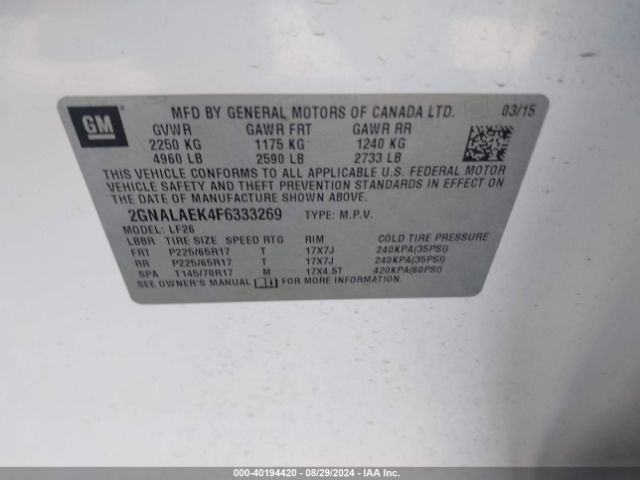 GM
MFD BY GENERAL MOTORS OF CANADA LTD. 03/15
GVWR GAWR FRT GAWR RR
2250 KG 1175 KG 1240 KG
4960 LB 2590 LB 2733 LB
THIS VEHICLE CONFORMS TO ALL APPLICABLE U.S. FEDERAL MOTOR
VEHICLE SAFETY AND THEFT PREVENTION STANDARDS IN EFFECT ON
THE DATE OF MANUFACTURE SHOWN ABOVE.
2GNALAEK4F6333269 TYPE: M.P.V.
MODEL: LF26
LBBR TIRE SIZE SPEED RTG RIM COLD TIRE PRESSURE
FRT P225/65R17 T 17X7J 240KPA(35PSI)
RR P225/65R17 T 17X7J 240KPA(35PSI)
SPA T145/70R17 M 17X4.5T 420KPA(60PSI)
SEE OWNER'S MANUAL FOR MORE INFORMATION.
000-40194420 - 08/29/2024 - IAA Inc.